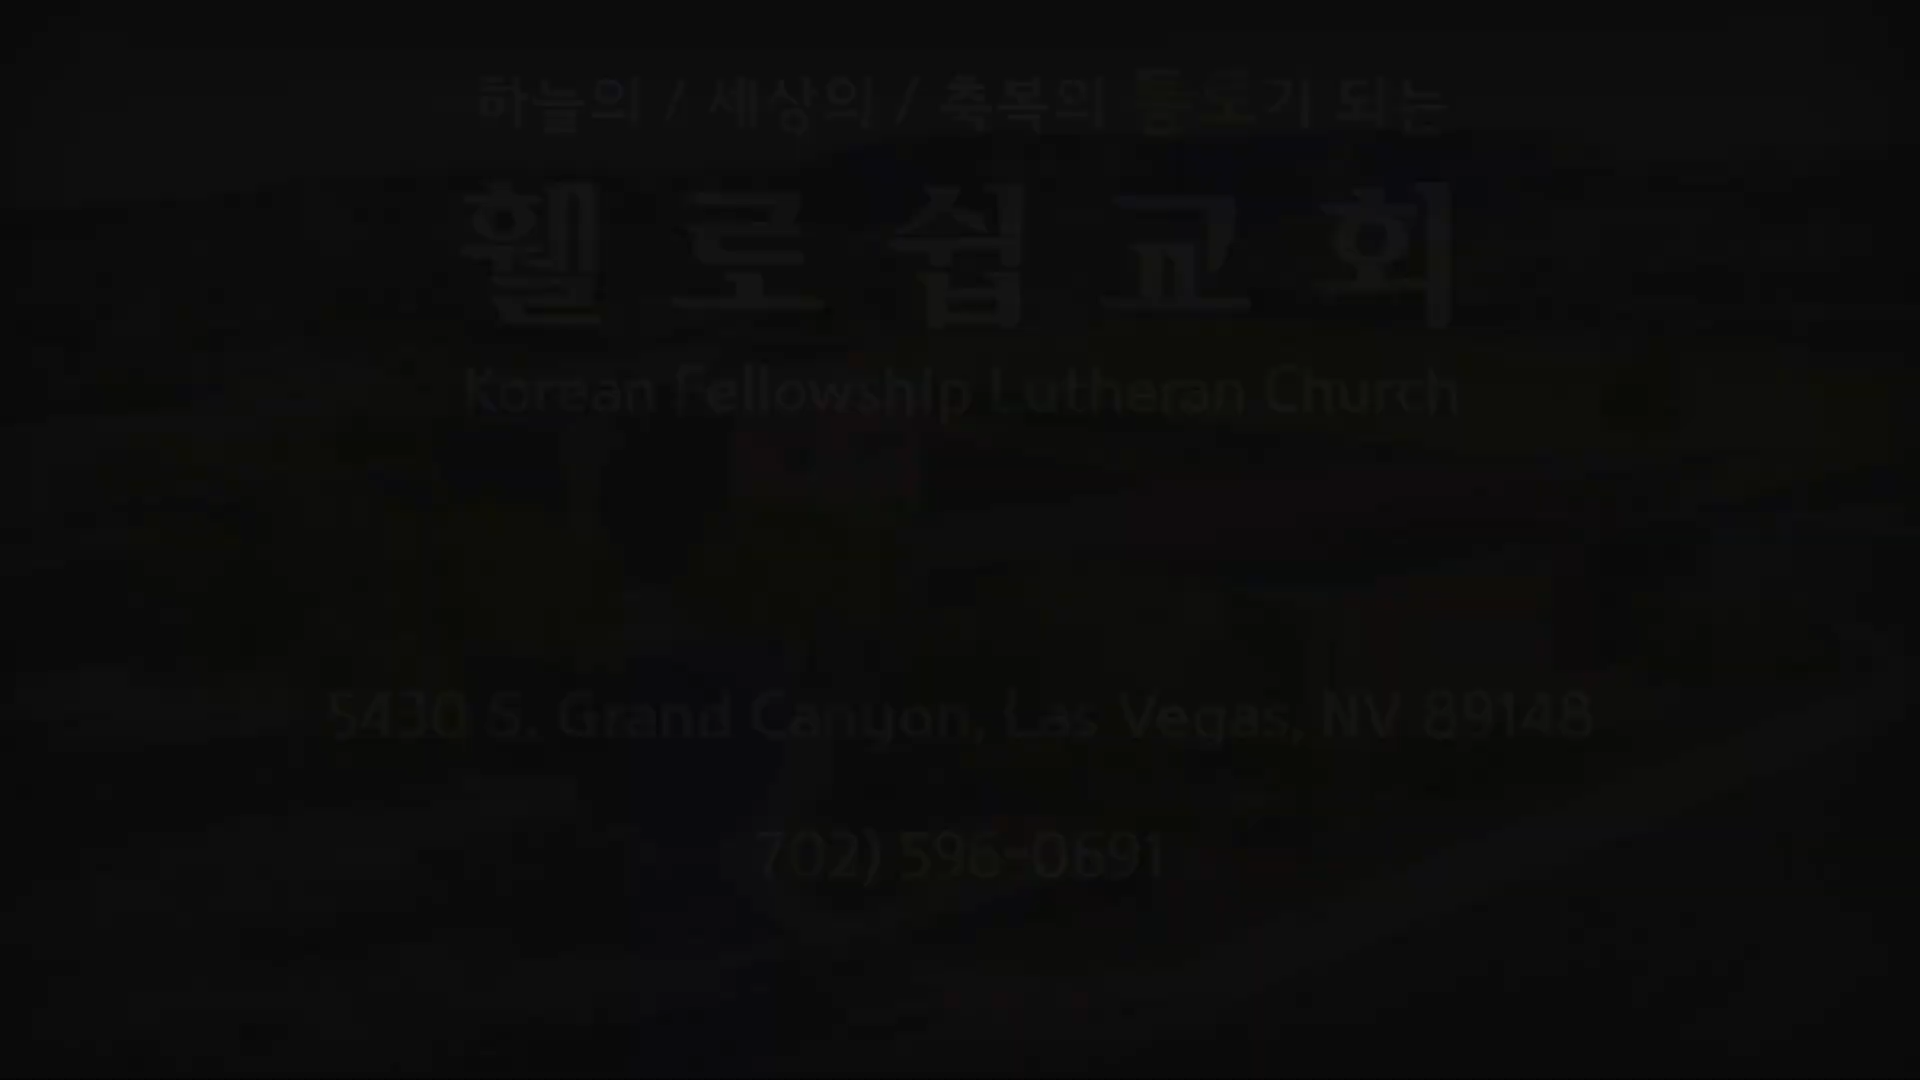 하늘의 / 세상의 / 축복의 통로가 되는
휄로쉽교회
Korean Fellowship Lutheran Church
5430 S. Grand Canyon, Las Vegas, NV 89148
702) 596-0691